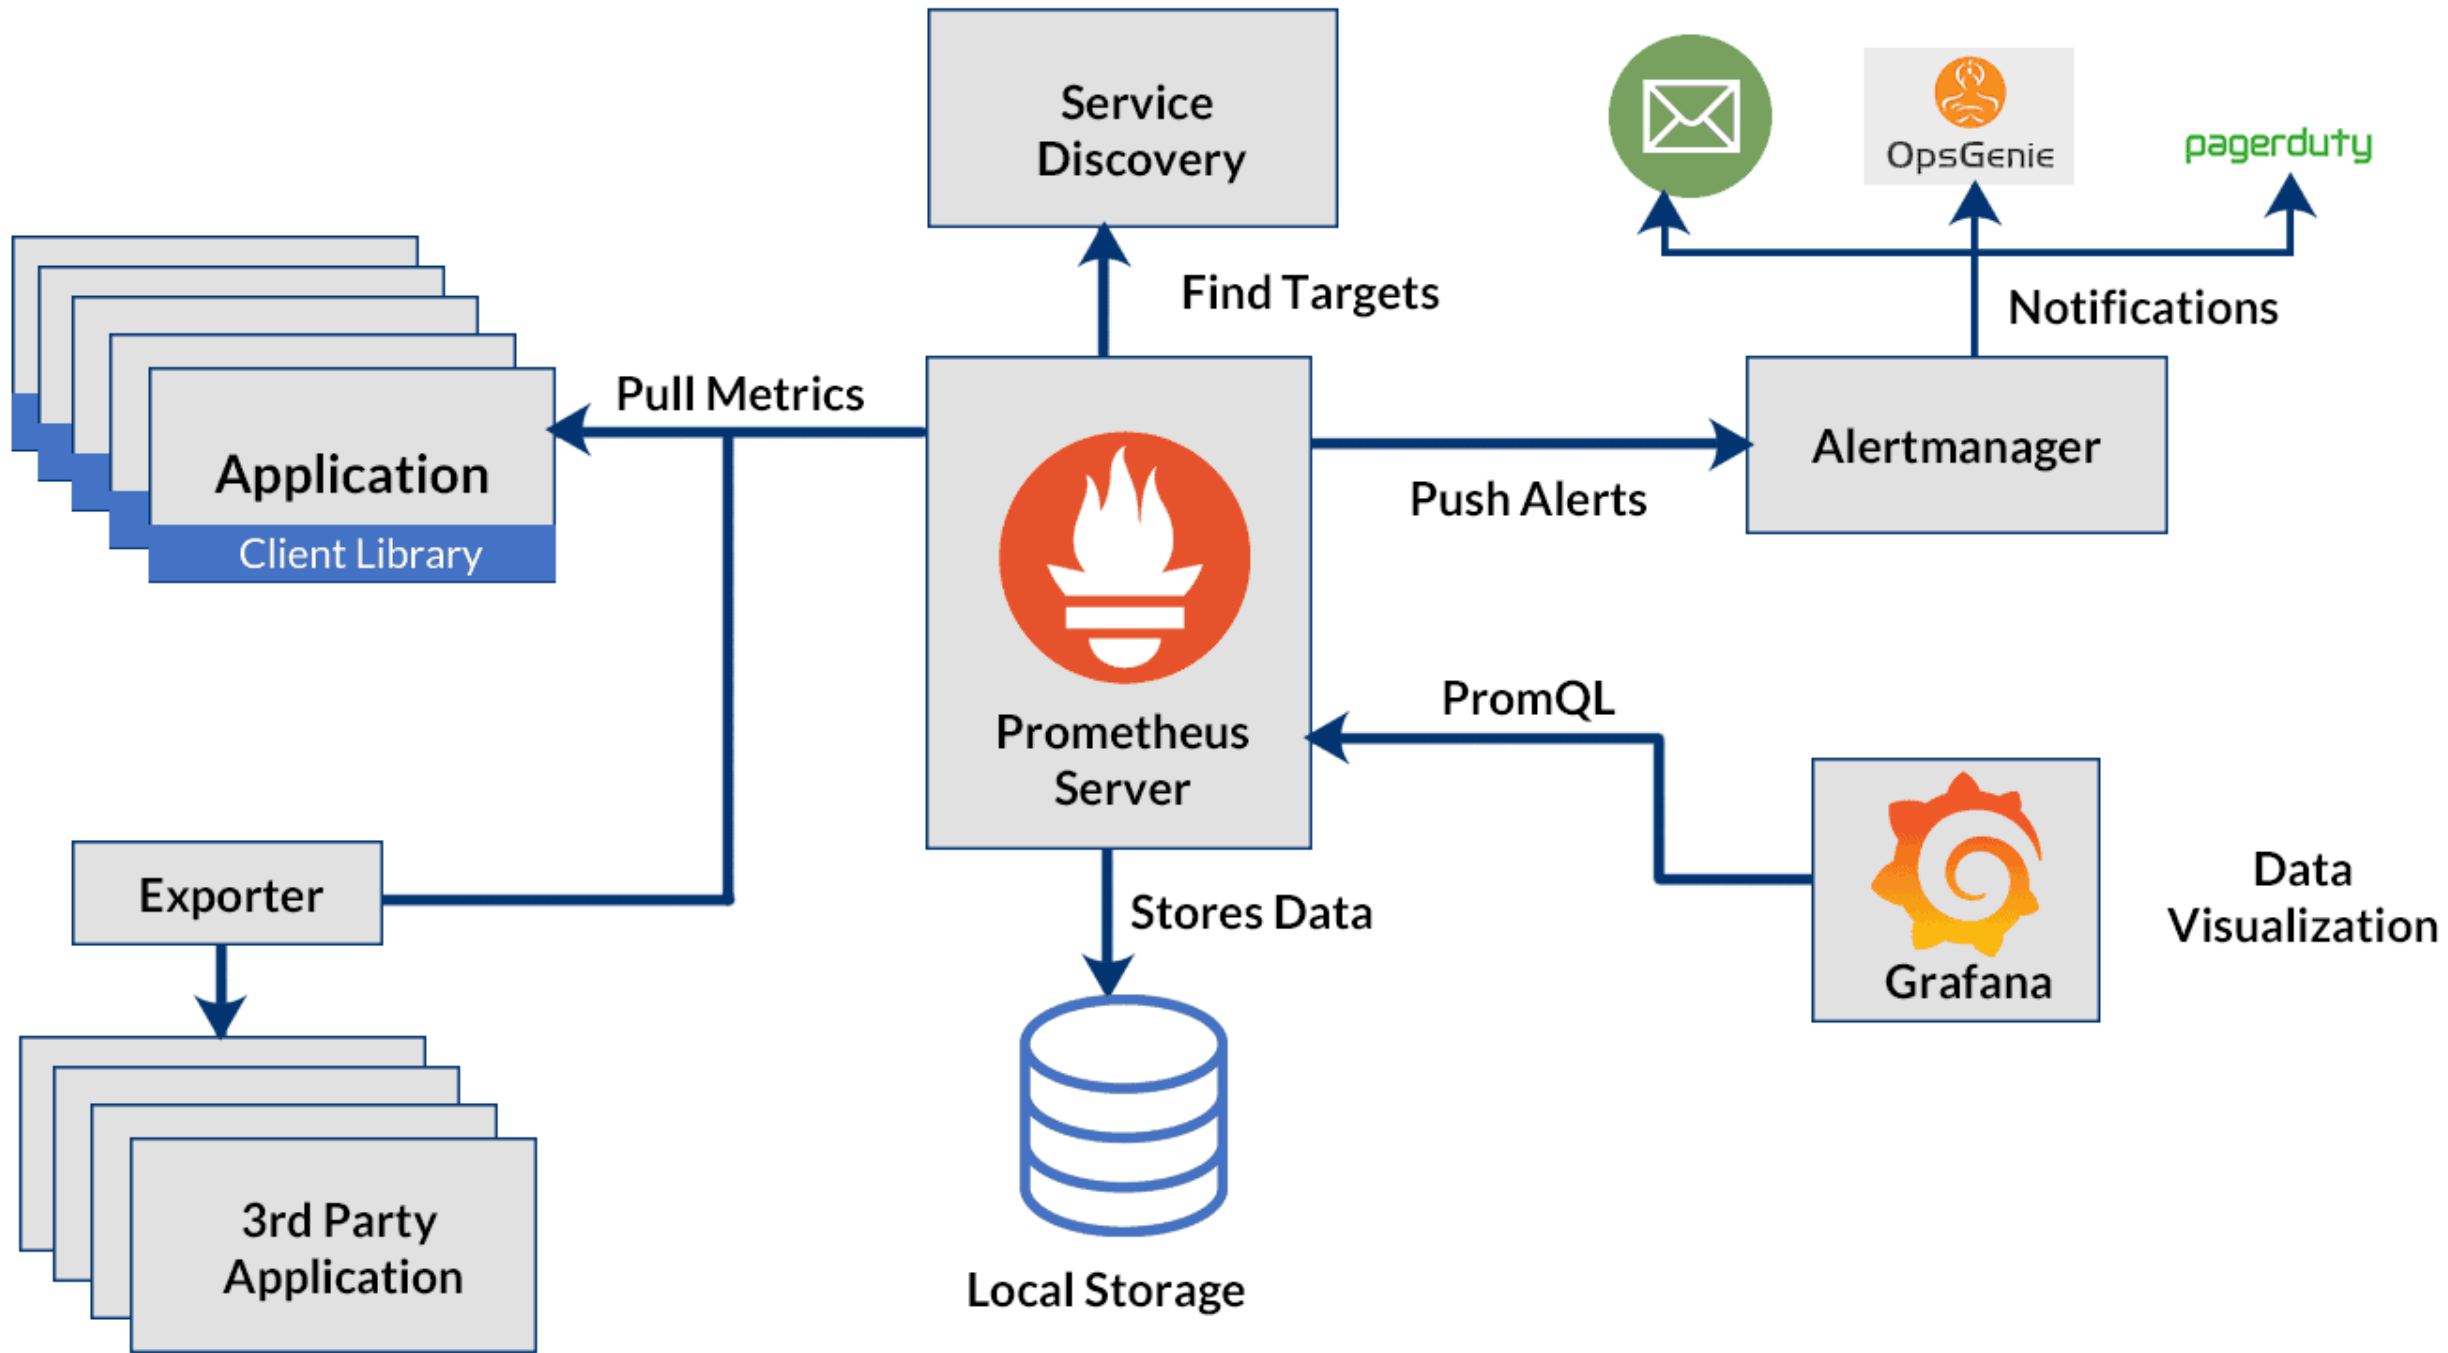 Service
Discovery
OpsGenie
pagerduty
Find Targets
Notifications
Pull Metrics
Application
Client Library
Alertmanager
Push Alerts
PromQL
Prometheus
Server
Exporter
Stores Data
Data
Visualization
Grafana
3rd Party
Application
Local Storage